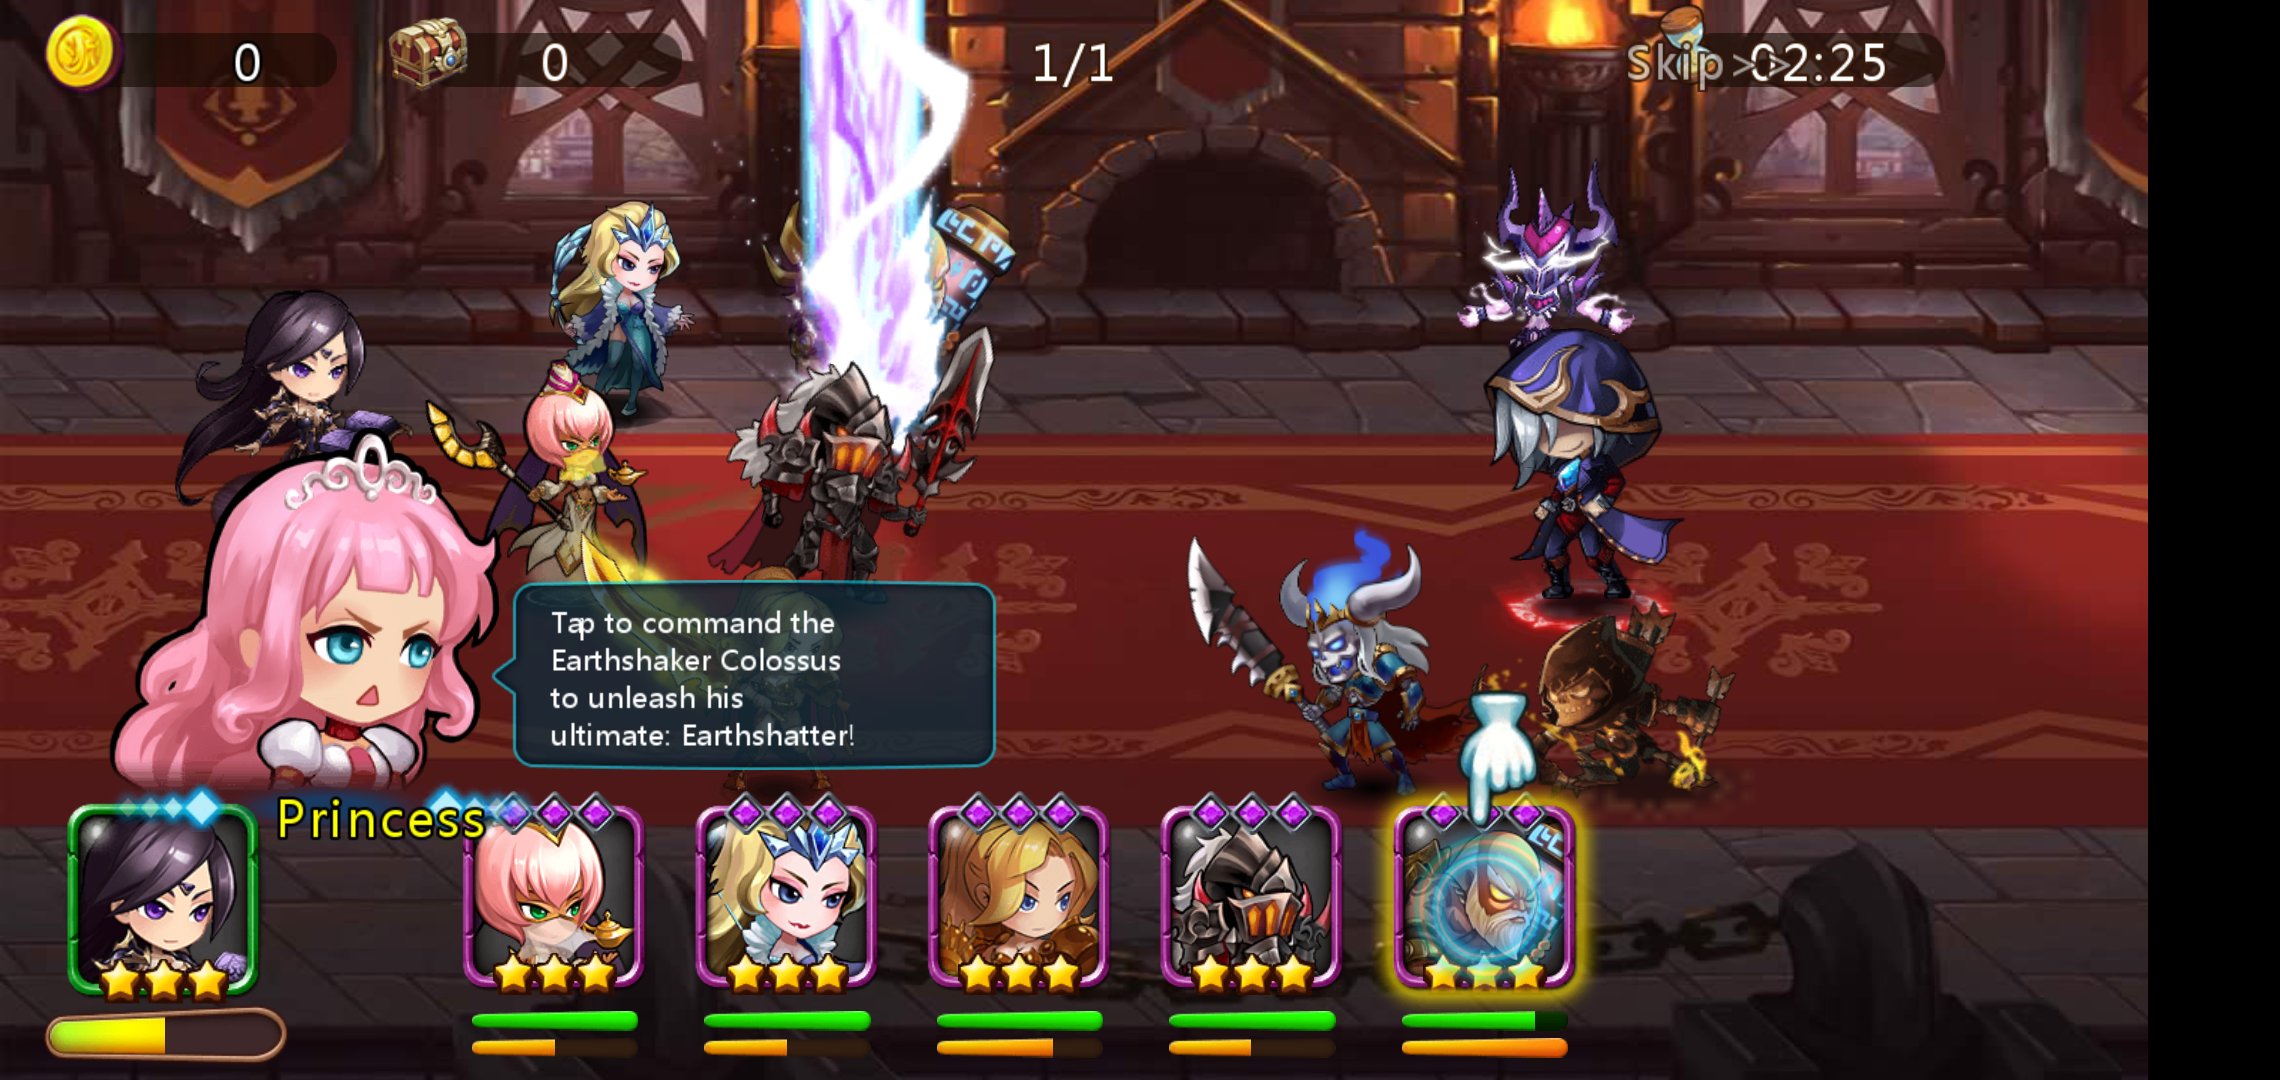 0
0
1/1
Skip >>
02:25
Tap to command the
Earthshaker Colossus
to unleash his
ultimate: Earthshatter!
Princess